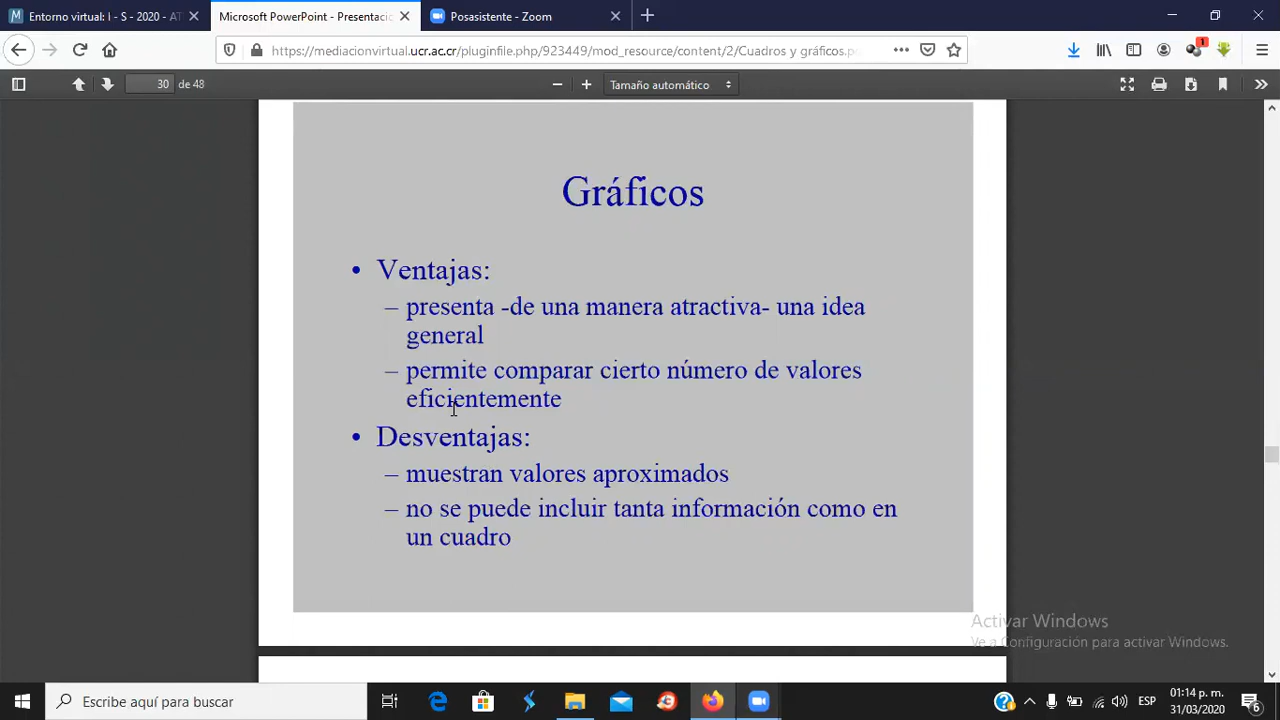 Entorno virtual: I - S - 2020 - AT
Microsoft PowerPoint - Presentació
Posasistente - Zoom
https://mediacionvirtual.ucr.ac.cr/pluginfile.php/923449/mod_resource/content/2/Cuadros y gráficos.p
30 de 48
Tamaño automático
Gráficos
• Ventajas:
– presenta -de una manera atractiva- una idea
general
– permite comparar cierto número de valores
eficientemente
• Desventajas:
– muestran valores aproximados
– no se puede incluir tanta información como en
un cuadro
Activar Windows
Ve a Configuración para activar Windows.
Escribe aquí para buscar
ESP
01:14 p. m.
31/03/2020
1
6